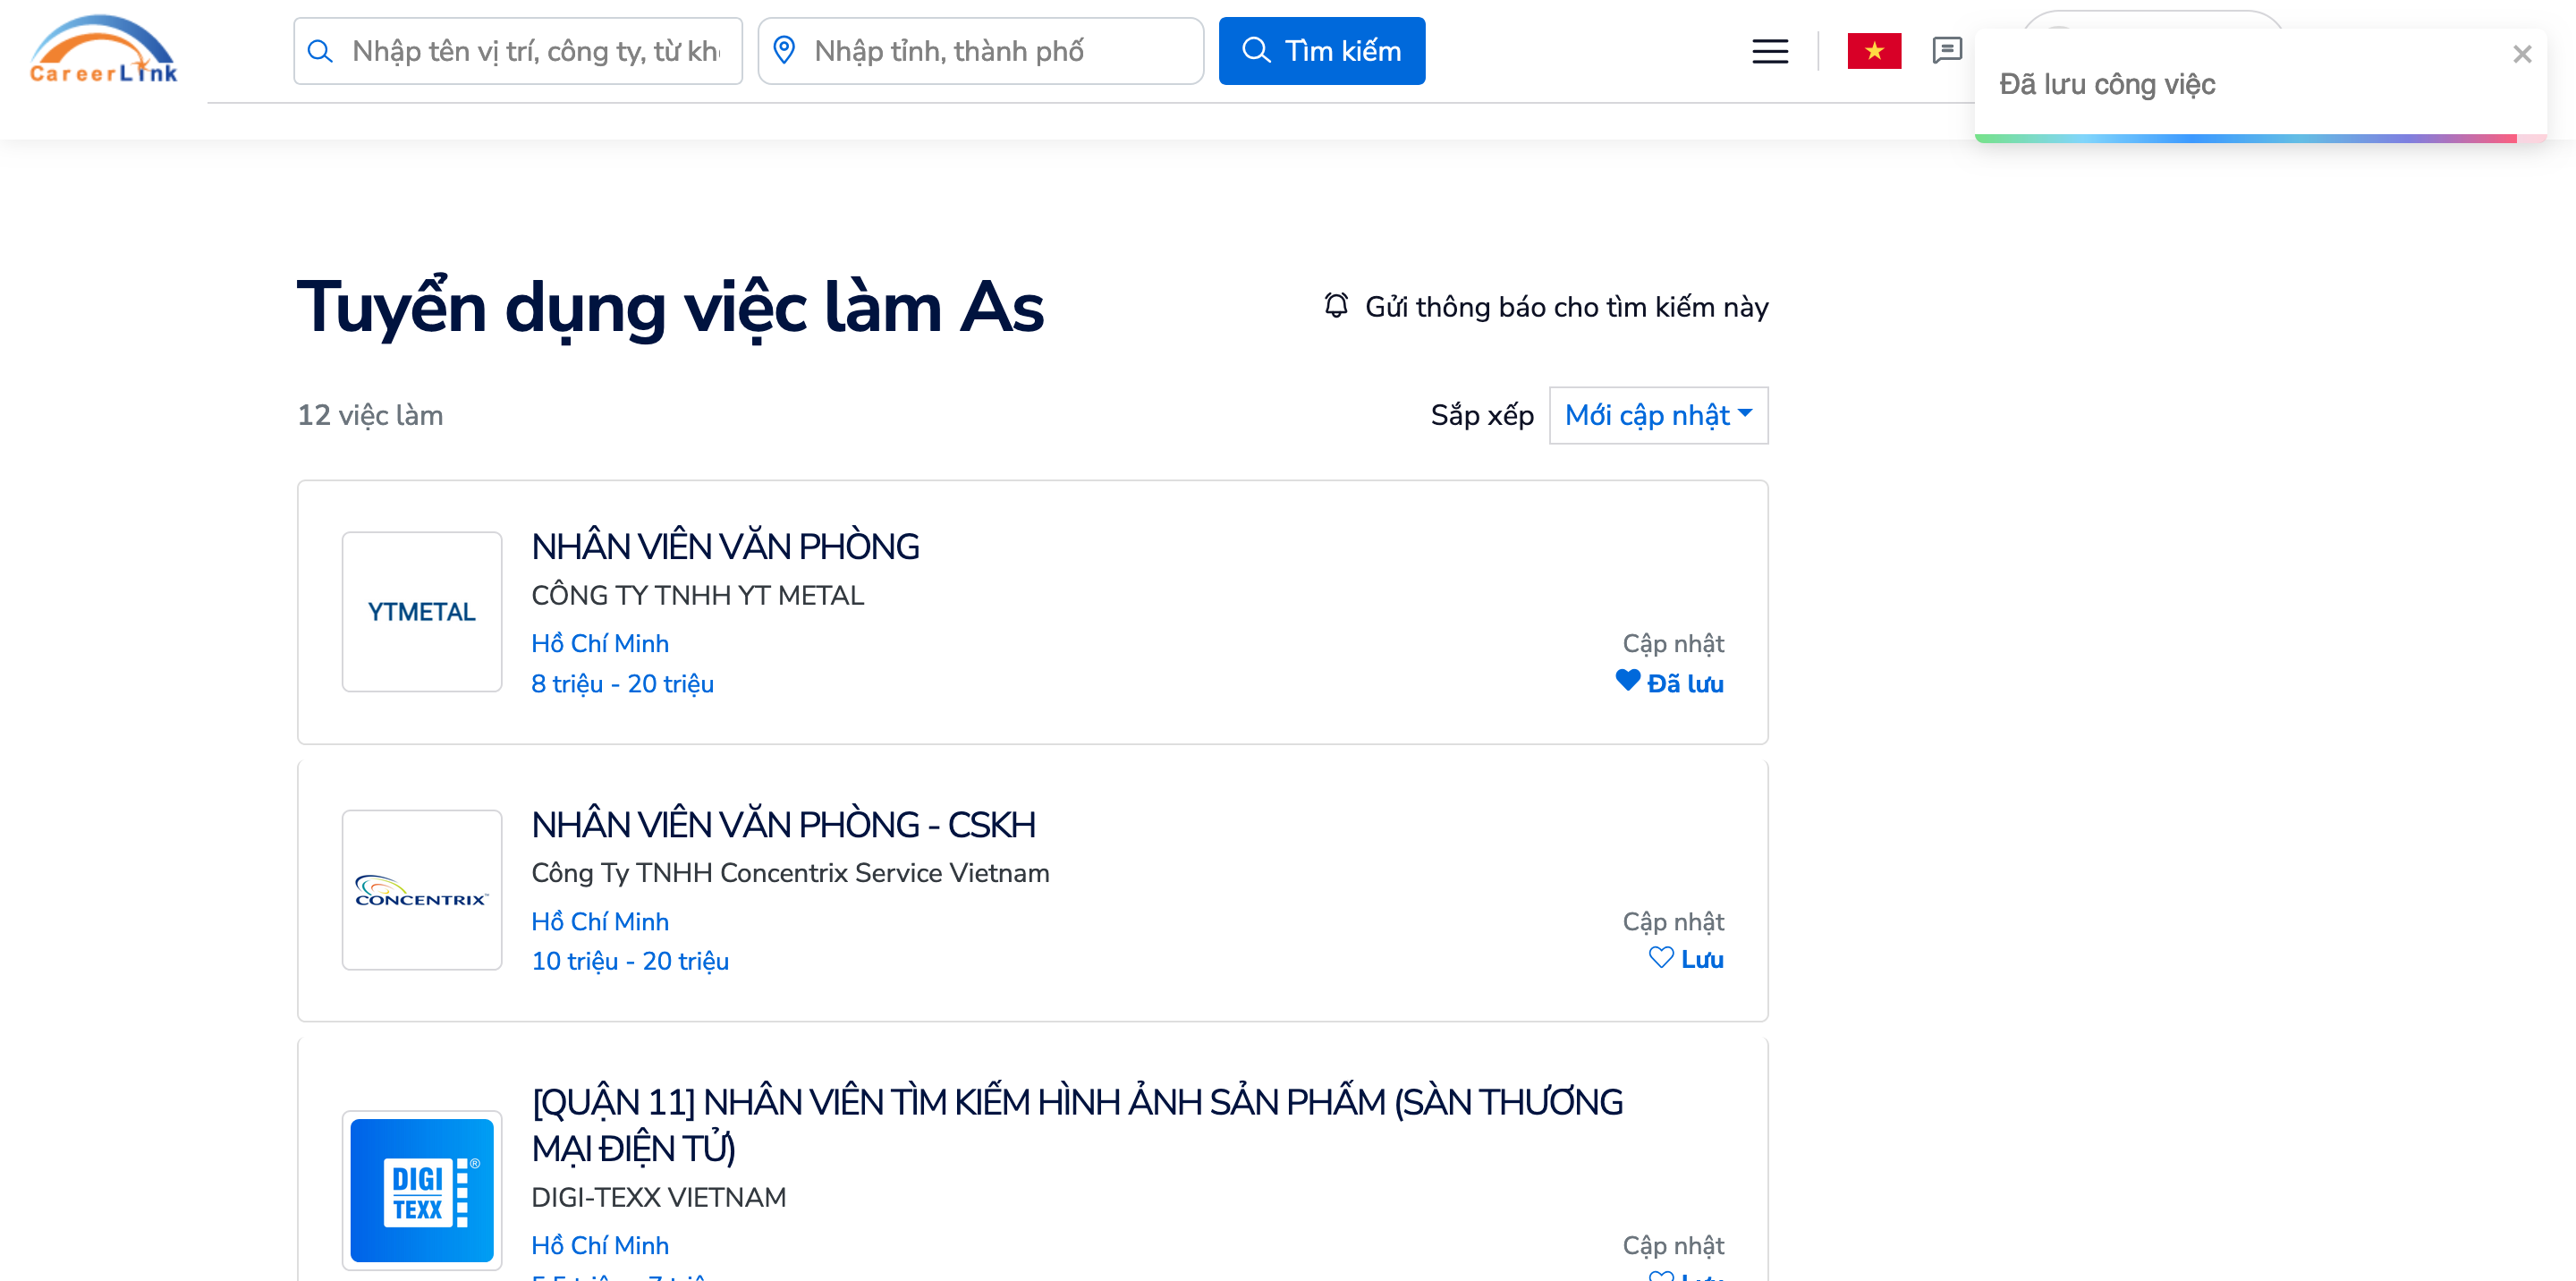 CareerLink
Nhập tên vị trí, công ty, từ kh
Nhập tỉnh, thành phố
Tìm kiếm
Đã lưu công việc
Tuyển dụng việc làm As
Gửi thông báo cho tìm kiếm này
12 việc làm
Sắp xếp
Mới cập nhật
YTMETAL
NHÂN VIÊN VĂN PHÒNG
CÔNG TY TNHH YT METAL
Hồ Chí Minh
Cập nhật
8 triệu - 20 triệu
Đã lưu
CONCENTRIX
NHÂN VIÊN VĂN PHÒNG - CSKH
Công Ty TNHH Concentrix Service Vietnam
Hồ Chí Minh
Cập nhật
10 triệu - 20 triệu
Lưu
DIGI
TEXX
[QUẬN 11] NHÂN VIÊN TÌM KIẾM HÌNH ẢNH SẢN PHẨM (SÀN THƯƠNG
MẠI ĐIỆN TỬ)
DIGI-TEXX VIETNAM
Hồ Chí Minh
Cập nhật